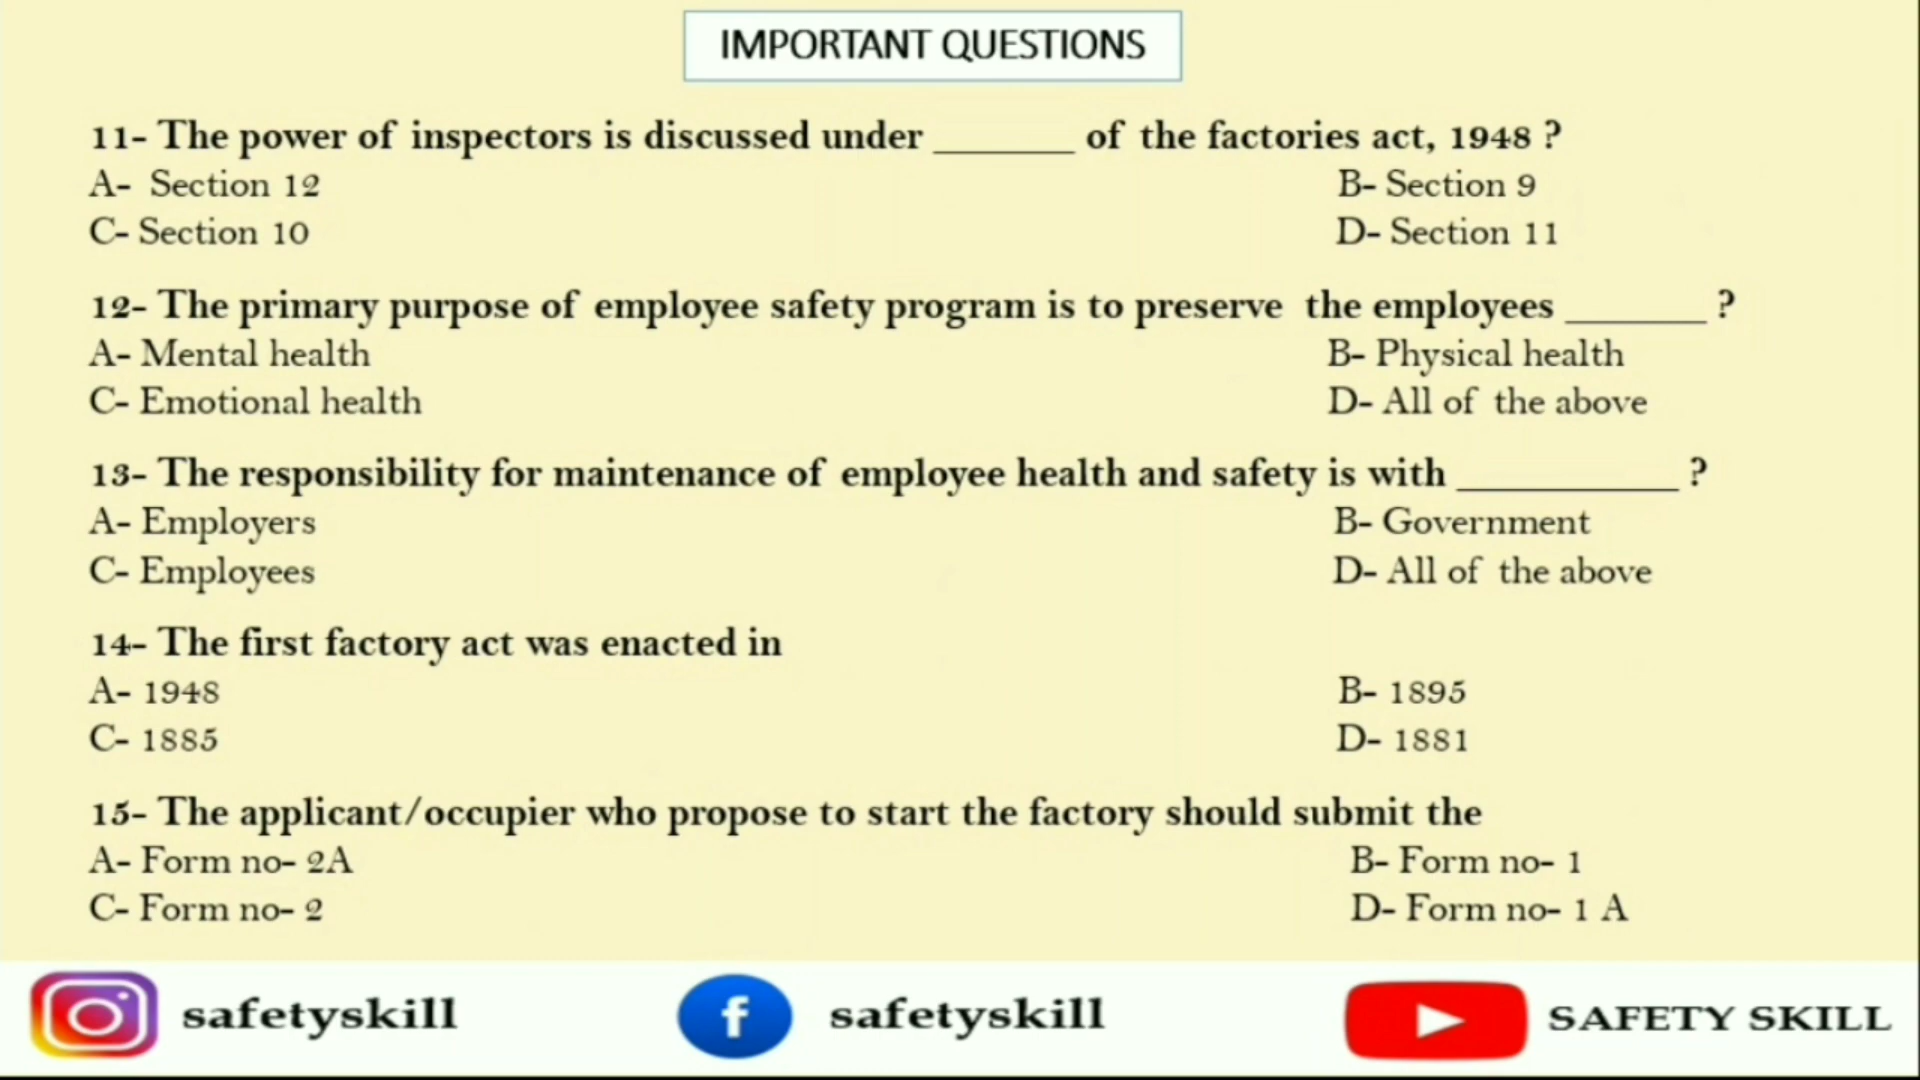 IMPORTANT QUESTIONS
11- The power of inspectors is discussed under _______ of the factories act, 1948 ?
A- Section 12 B- Section 9
C- Section 10 D- Section 11
12- The primary purpose of employee safety program is to preserve the employees _______ ?
A- Mental health B- Physical health
C- Emotional health D- All of the above
13- The responsibility for maintenance of employee health and safety is with ___________ ?
A- Employers B- Government
C- Employees D- All of the above
14- The first factory act was enacted in
A- 1948 B- 1895
C- 1885 D- 1881
15- The applicant/occupier who propose to start the factory should submit the
A- Form no- 2A B- Form no- 1
C- Form no- 2 D- Form no- 1 A
safetyskill f safetyskill SAFETY SKILL